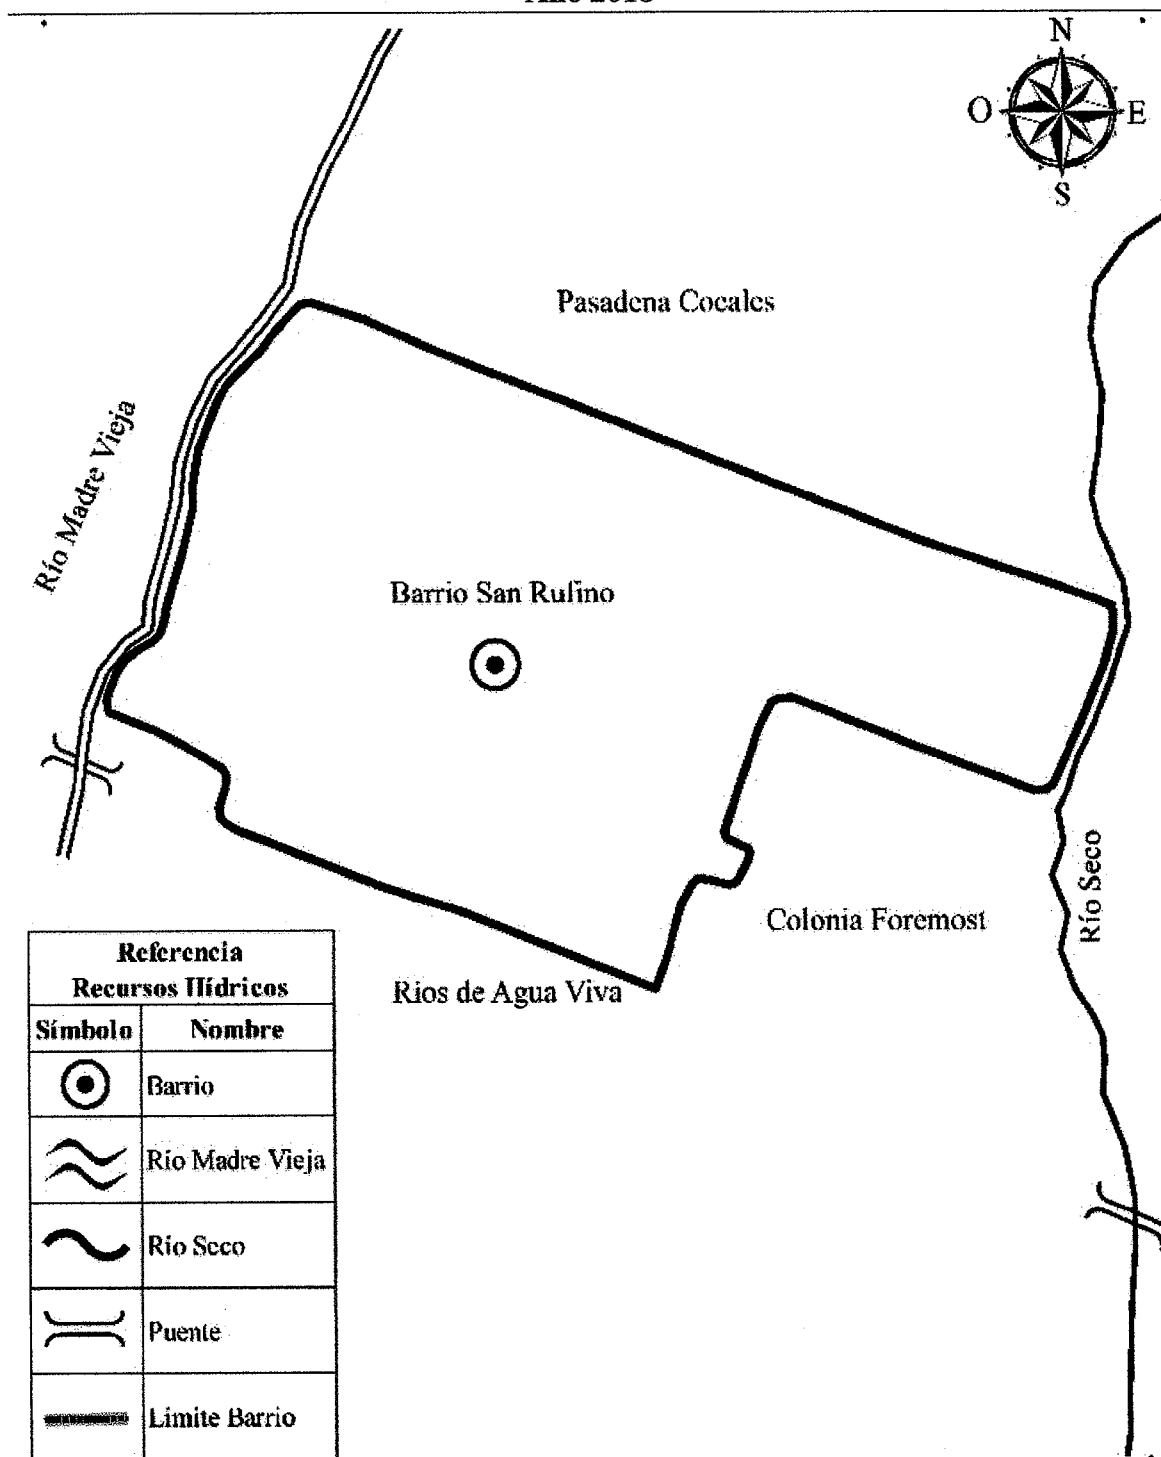 N
O
E
S
Pasadena Cocales
Río Madre Vieja
Barrio San Rufino
Río Seco
Colonia Foremost
Rios de Agua Viva
Referencia
Recursos Hídricos
Símbolo Nombre
Barrio
Río Madre Vieja
Río Seco
Puente
Limite Barrio